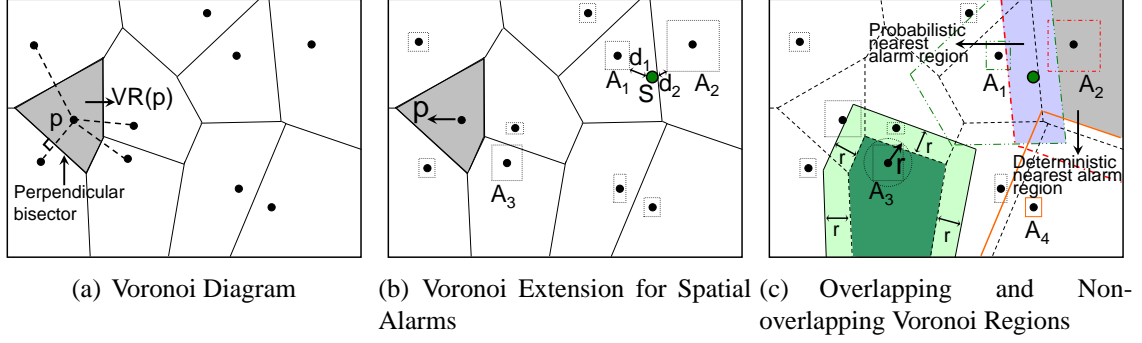 VR(p)
p
Perpendicular
bisector
(a) Voronoi Diagram
d1
A1
S
d2
A2
p
A3
(b) Voronoi Extension for Spatial
Alarms
Probabilistic
nearest
alarm region
A1
A2
r
r
r
A3
Deterministic
nearest alarm
region
r
r
A4
(c) Overlapping and Non-
overlapping Voronoi Regions